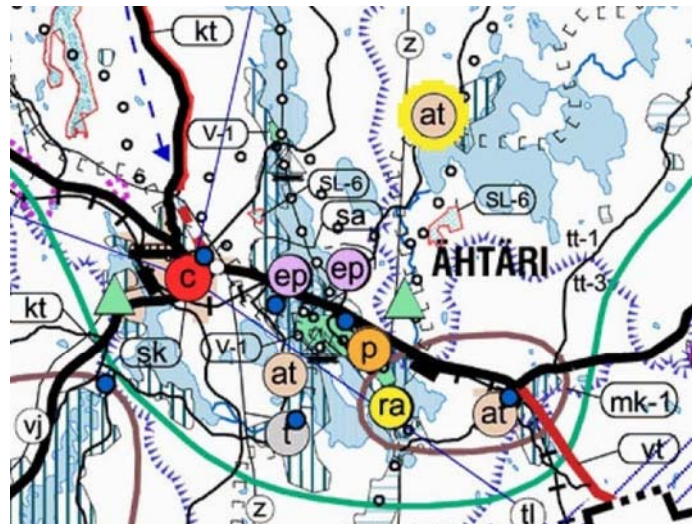 kt
z
at
V-1
SL-6
SL-6
sa
ÄHTÄRI
tt-1
ep
ep
c
tt-3
kt
sk
V-1
p
at
ra
at
mk-1
vj
t
vt
z
tl